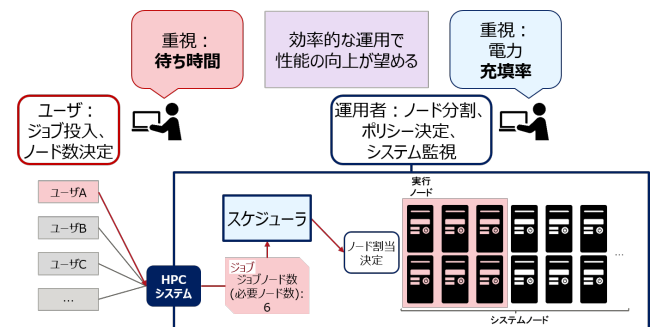 重視：
待ち時間
効率的な運用で
性能の向上が望める
重視：
電力
充填率
ユーザ：
ジョブ投入、
ノード数決定
運用者：ノード分割、
ポリシー決定、
システム監視
実行
ノード
ユーザA
ユーザB
ユーザC
…
HPC
システム
スケジューラ
ジョブ
ジョブノード数
(必要ノード数):
6
ノード割当
決定
…
システムノード